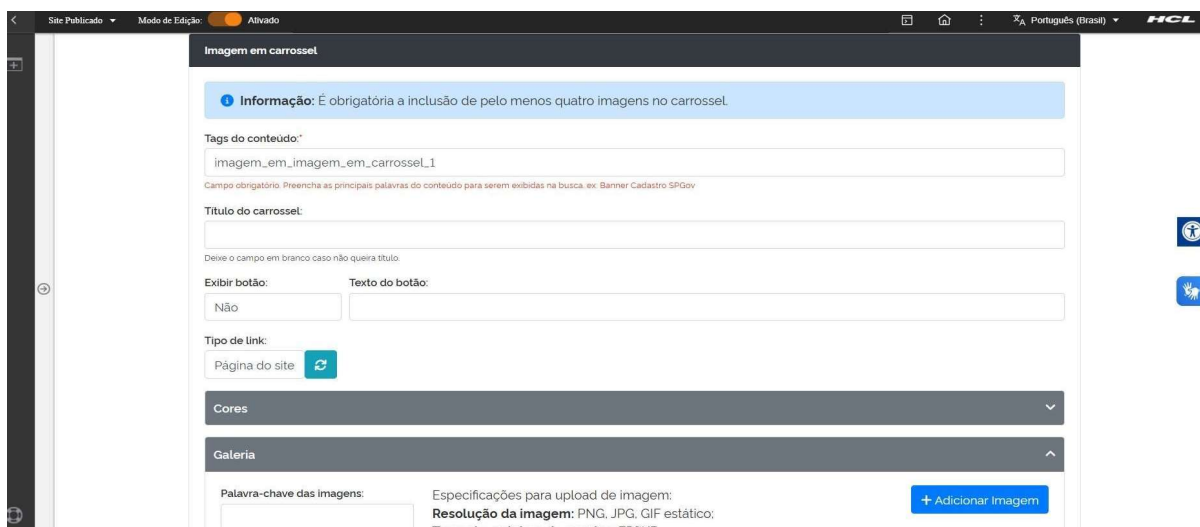 Site Publicado Modo de Edição: Ativado Português (Brasil) HCL
Imagem em carrossel
Informação: É obrigatória a inclusão de pelo menos quatro imagens no carrossel.
Tags do conteúdo:*
imagem_em_imagem_em_carrossel_1
Campo obrigatório. Preencha as principais palavras do conteúdo para serem exibidas na busca, ex: Banner Cadastro SPGov
Título do carrossel:
Deixe o campo em branco caso não queira título.
Exibir botão: Texto do botão:
Não
Tipo de link:
Página do site
Cores
Galeria
Palavra-chave das imagens: Especificações para upload de imagem: + Adicionar Imagem
Resolução da imagem: PNG, JPG, GIF estático;